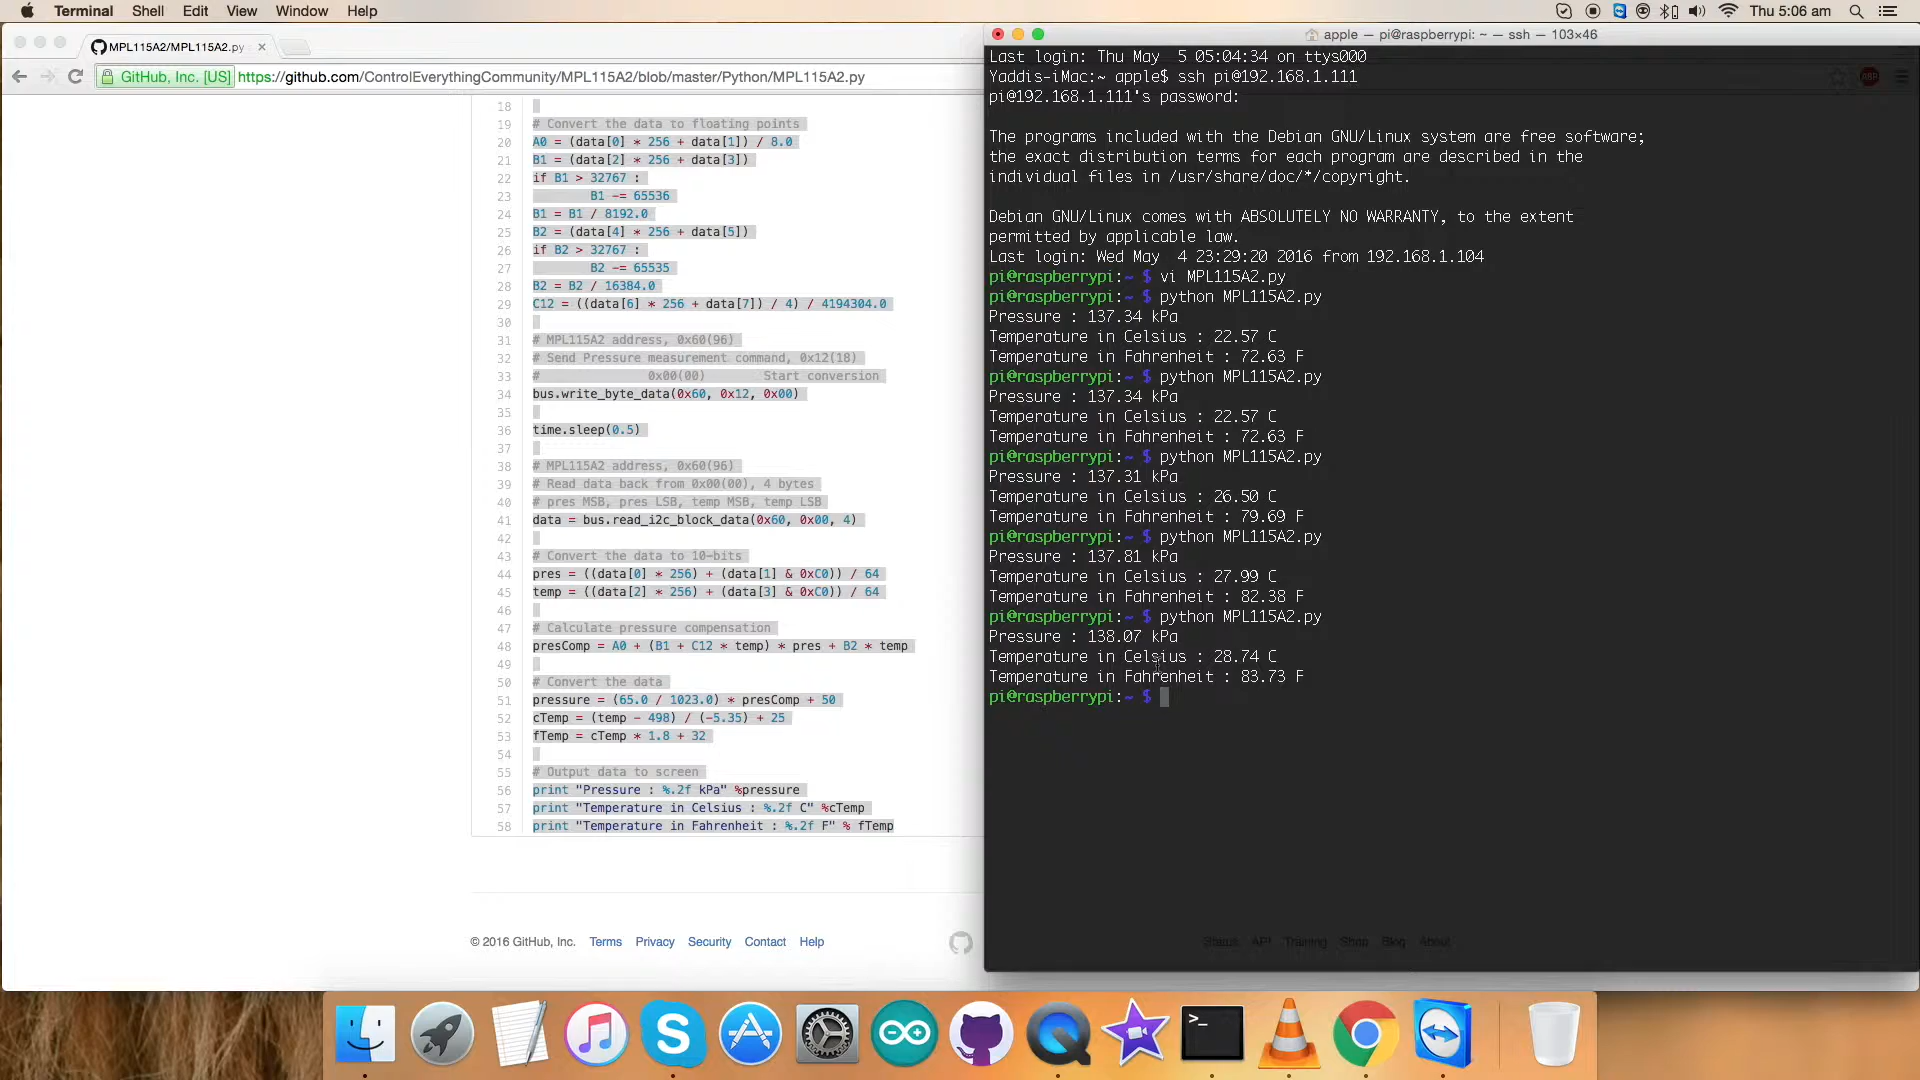 Terminal Shell Edit View Window Help Thu 5:06 am
MPL115A2/MPL115A2.py
GitHub, Inc. [US] https://github.com/ControlEverythingCommunity/MPL115A2/blob/master/Python/MPL115A2.py
18
19 # Convert the data to floating points
20 A0 = (data[0] * 256 + data[1]) / 8.0
21 B1 = (data[2] * 256 + data[3])
22 if B1 > 32767 :
23 B1 -= 65536
24 B1 = B1 / 8192.0
25 B2 = (data[4] * 256 + data[5])
26 if B2 > 32767 :
27 B2 -= 65535
28 B2 = B2 / 16384.0
29 C12 = ((data[6] * 256 + data[7]) / 4) / 4194304.0
30
31 # MPL115A2 address, 0x60(96)
32 # Send Pressure measurement command, 0x12(18)
33 # 0x00(00) Start conversion
34 bus.write_byte_data(0x60, 0x12, 0x00)
35
36 time.sleep(0.5)
37
38 # MPL115A2 address, 0x60(96)
39 # Read data back from 0x00(00), 4 bytes
40 # pres MSB, pres LSB, temp MSB, temp LSB
41 data = bus.read_i2c_block_data(0x60, 0x00, 4)
42
43 # Convert the data to 10-bits
44 pres = ((data[0] * 256) + (data[1] & 0xC0)) / 64
45 temp = ((data[2] * 256) + (data[3] & 0xC0)) / 64
46
47 # Calculate pressure compensation
48 presComp = A0 + (B1 + C12 * temp) * pres + B2 * temp
49
50 # Convert the data
51 pressure = (65.0 / 1023.0) * presComp + 50
52 cTemp = (temp - 498) / (-5.35) + 25
53 fTemp = cTemp * 1.8 + 32
54
55 # Output data to screen
56 print "Pressure : %.2f kPa" %pressure
57 print "Temperature in Celsius : %.2f C" %cTemp
58 print "Temperature in Fahrenheit : %.2f F" % fTemp
© 2016 GitHub, Inc. Terms Privacy Security Contact Help
Status API Training Shop Blog About
apple — pi@raspberrypi: ~ — ssh — 103×46
Last login: Thu May  5 05:04:34 on ttys000
Yaddis-iMac:~ apple$ ssh pi@192.168.1.111
pi@192.168.1.111's password:
The programs included with the Debian GNU/Linux system are free software;
the exact distribution terms for each program are described in the
individual files in /usr/share/doc/*/copyright.
Debian GNU/Linux comes with ABSOLUTELY NO WARRANTY, to the extent
permitted by applicable law.
Last login: Wed May  4 23:29:20 2016 from 192.168.1.104
pi@raspberrypi:~ $ vi MPL115A2.py
pi@raspberrypi:~ $ python MPL115A2.py
Pressure : 137.34 kPa
Temperature in Celsius : 22.57 C
Temperature in Fahrenheit : 72.63 F
pi@raspberrypi:~ $ python MPL115A2.py
Pressure : 137.34 kPa
Temperature in Celsius : 22.57 C
Temperature in Fahrenheit : 72.63 F
pi@raspberrypi:~ $ python MPL115A2.py
Pressure : 137.31 kPa
Temperature in Celsius : 26.50 C
Temperature in Fahrenheit : 79.69 F
pi@raspberrypi:~ $ python MPL115A2.py
Pressure : 137.81 kPa
Temperature in Celsius : 27.99 C
Temperature in Fahrenheit : 82.38 F
pi@raspberrypi:~ $ python MPL115A2.py
Pressure : 138.07 kPa
Temperature in Celsius : 28.74 C
Temperature in Fahrenheit : 83.73 F
pi@raspberrypi:~ $